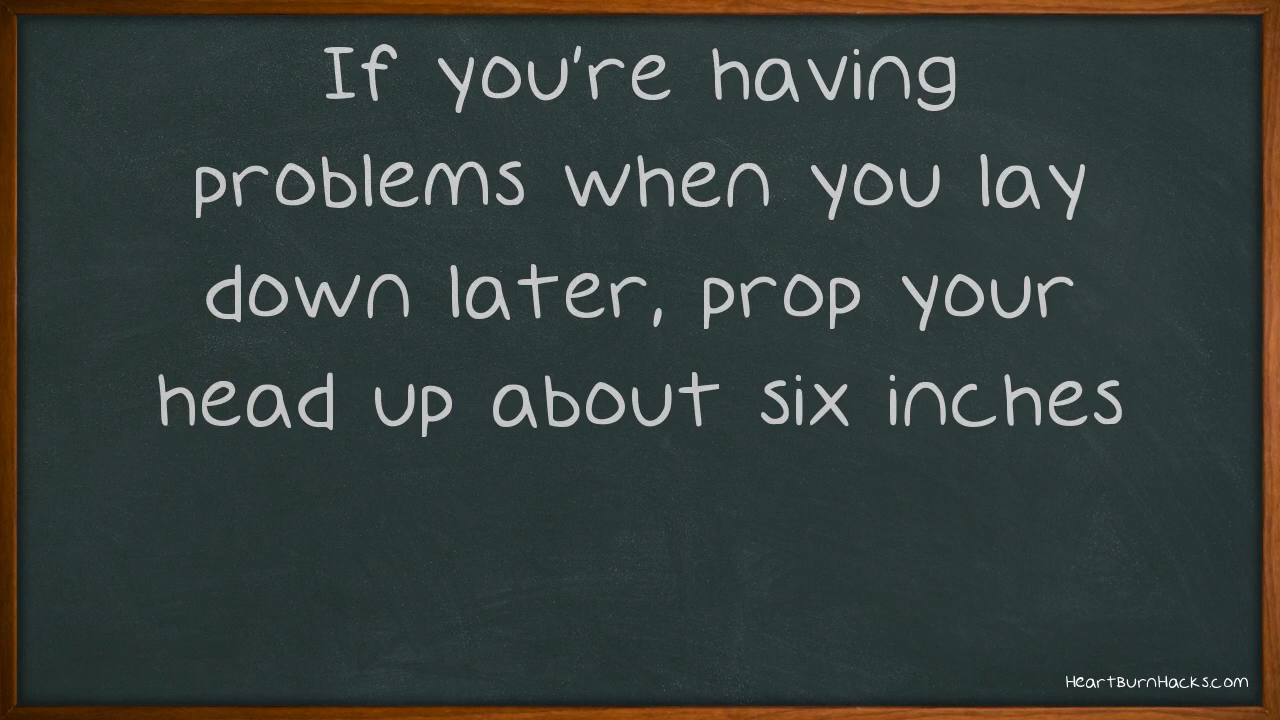 If you're having
problems when you lay
down later, prop your
head up about six inches
HeartBurnHacks.com